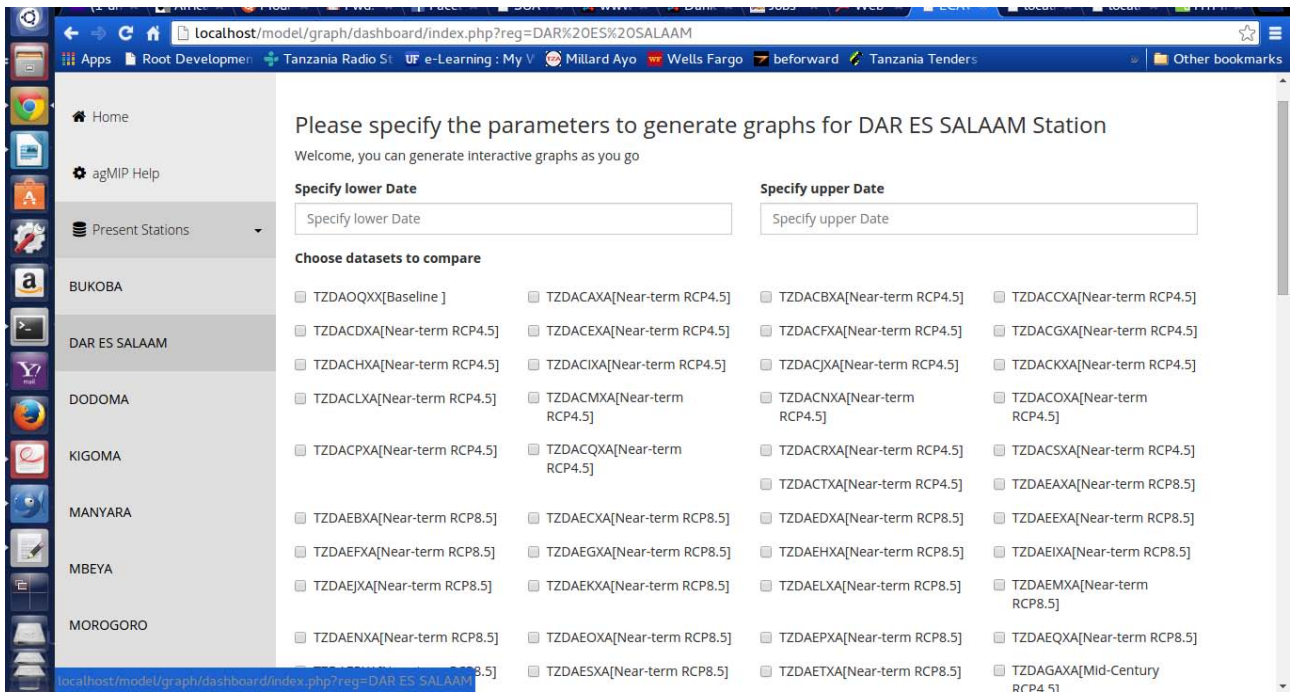 localhost/model/graph/dashboard/index.php?reg=DAR%20ES%20SALAAM
Apps Root Developmen Tanzania Radio St UF e-Learning : My V Millard Ayo Wells Fargo beforward Tanzania Tenders » Other bookmarks
Home
agMIP Help
Present Stations
BUKOBA
DAR ES SALAAM
DODOMA
KIGOMA
MANYARA
MBEYA
MOROGORO
Please specify the parameters to generate graphs for DAR ES SALAAM Station
Welcome, you can generate interactive graphs as you go
Specify lower Date Specify upper Date
Specify lower Date Specify upper Date
Choose datasets to compare
TZDAOQXX[Baseline ] TZDACAXA[Near-term RCP4.5] TZDACBXA[Near-term RCP4.5] TZDACCXA[Near-term RCP4.5]
TZDACDXA[Near-term RCP4.5] TZDACEXA[Near-term RCP4.5] TZDACFXA[Near-term RCP4.5] TZDACGXA[Near-term RCP4.5]
TZDACHXA[Near-term RCP4.5] TZDACIXA[Near-term RCP4.5] TZDACJXA[Near-term RCP4.5] TZDACKXA[Near-term RCP4.5]
TZDACLXA[Near-term RCP4.5] TZDACMXA[Near-term TZDACNXA[Near-term TZDACOXA[Near-term
RCP4.5] RCP4.5] RCP4.5]
TZDACPXA[Near-term RCP4.5] TZDACQXA[Near-term TZDACRXA[Near-term RCP4.5] TZDACSXA[Near-term RCP4.5]
RCP4.5]
TZDACTXA[Near-term RCP4.5] TZDAEAXA[Near-term RCP8.5]
TZDAEBXA[Near-term RCP8.5] TZDAECXA[Near-term RCP8.5] TZDAEDXA[Near-term RCP8.5] TZDAEEXA[Near-term RCP8.5]
TZDAEFXA[Near-term RCP8.5] TZDAEGXA[Near-term RCP8.5] TZDAEHXA[Near-term RCP8.5] TZDAEIXA[Near-term RCP8.5]
TZDAEJXA[Near-term RCP8.5] TZDAEKXA[Near-term RCP8.5] TZDAELXA[Near-term RCP8.5] TZDAEMXA[Near-term
RCP8.5]
TZDAENXA[Near-term RCP8.5] TZDAEOXA[Near-term RCP8.5] TZDAEPXA[Near-term RCP8.5] TZDAEQXA[Near-term RCP8.5]
8.5] TZDAESXA[Near-term RCP8.5] TZDAETXA[Near-term RCP8.5] TZDAGAXA[Mid-Century
RCP4.5]
localhost/model/graph/dashboard/index.php?reg=DAR ES SALAAM